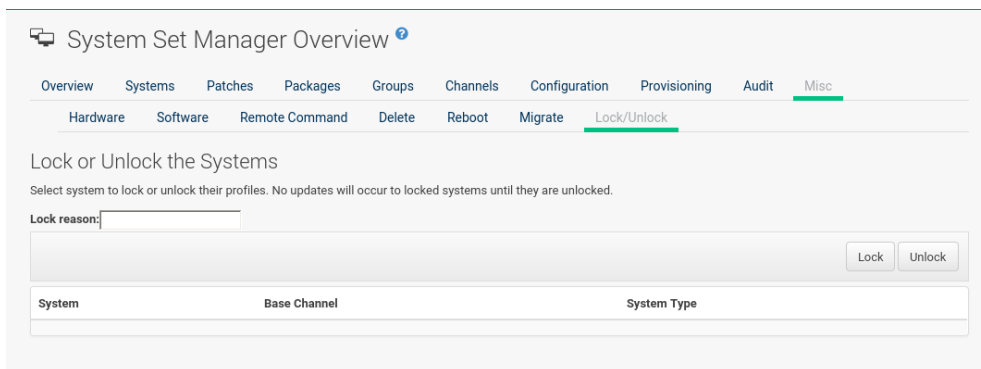 System Set Manager Overview ?
Overview Systems Patches Packages Groups Channels Configuration Provisioning Audit Misc
Hardware Software Remote Command Delete Reboot Migrate Lock/Unlock
Lock or Unlock the Systems
Select system to lock or unlock their profiles. No updates will occur to locked systems until they are unlocked.
Lock reason:
Lock Unlock
System Base Channel System Type